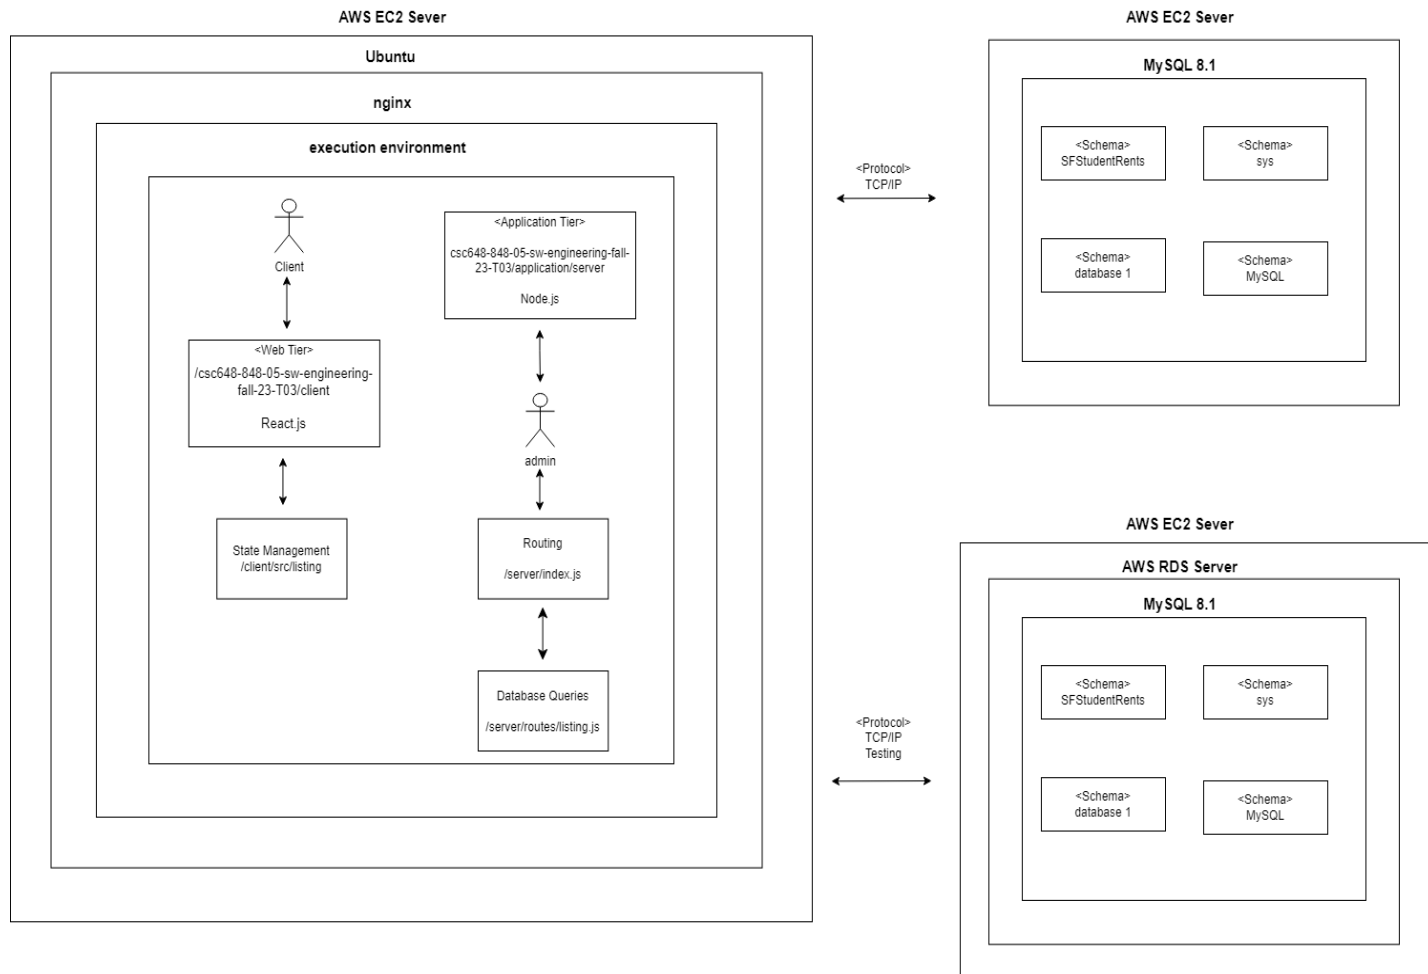 AWS EC2 Sever
Ubuntu
nginx
execution environment
Client
<Web Tier>
/csc648-848-05-sw-engineering-
fall-23-T03/client
React.js
State Management
/client/src/listing
<Application Tier>
csc648-848-05-sw-engineering-fall-
23-T03/application/server
Node.js
admin
Routing
/server/index.js
Database Queries
/server/routes/listing.js
<Protocol>
TCP/IP
<Protocol>
TCP/IP
Testing
AWS EC2 Sever
MySQL 8.1
<Schema>
SFStudentRents
<Schema>
sys
<Schema>
database 1
<Schema>
MySQL
AWS EC2 Sever
AWS RDS Server
MySQL 8.1
<Schema>
SFStudentRents
<Schema>
sys
<Schema>
database 1
<Schema>
MySQL